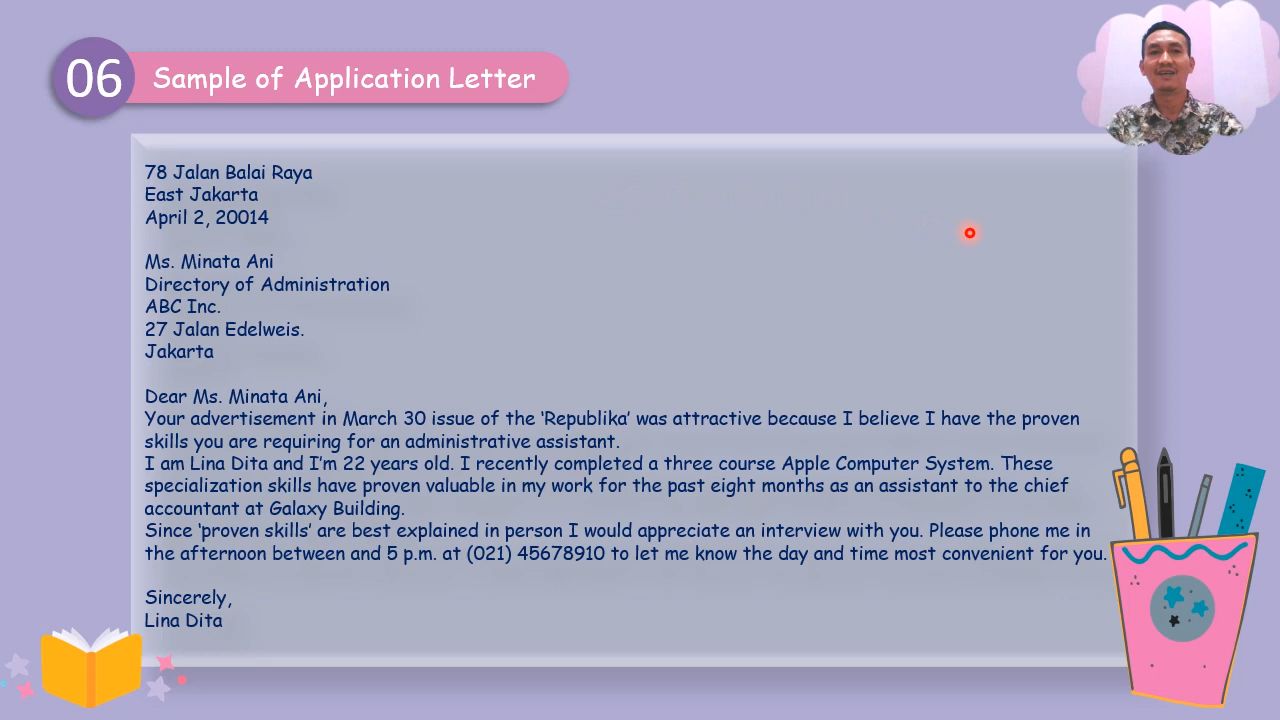 06
Sample of Application Letter
78 Jalan Balai Raya
East Jakarta
April 2, 20014
Ms. Minata Ani
Directory of Administration
ABC Inc.
27 Jalan Edelweis.
Jakarta
Dear Ms. Minata Ani,
Your advertisement in March 30 issue of the ‘Republika’ was attractive because I believe I have the proven
skills you are requiring for an administrative assistant.
I am Lina Dita and I’m 22 years old. I recently completed a three course Apple Computer System. These
specialization skills have proven valuable in my work for the past eight months as an assistant to the chief
accountant at Galaxy Building.
Since ‘proven skills’ are best explained in person I would appreciate an interview with you. Please phone me in
the afternoon between and 5 p.m. at (021) 45678910 to let me know the day and time most convenient for you.
Sincerely,
Lina Dita